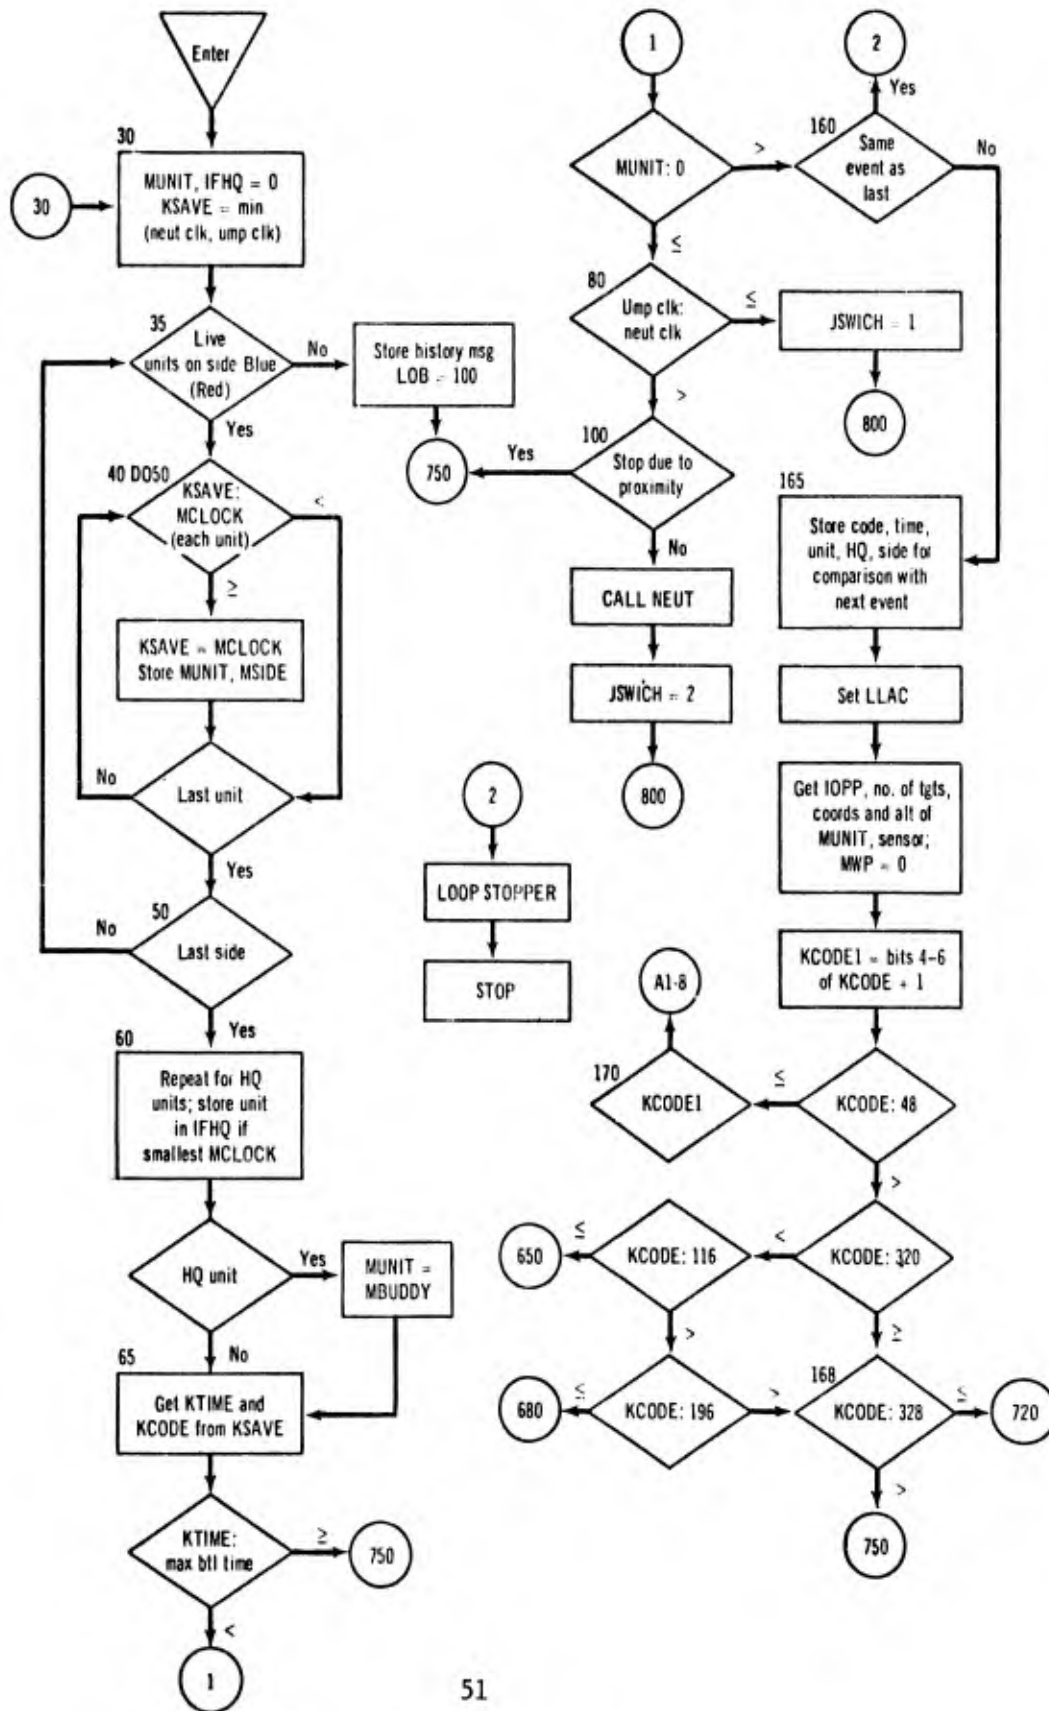 Enter
30
MUNIT, IFHQ = 0
KSAVE = min
(neut clk, ump clk)
30
35
Live
units on side Blue
(Red)
No
Store history msg
LOB = 100
750
Yes
40 DO50
KSAVE:
MCLOCK
(each unit)
<
≥
KSAVE = MCLOCK
Store MUNIT, MSIDE
No
Last unit
Yes
50
No
Last side
Yes
60
Repeat for HQ
units; store unit
in IFHQ if
smallest MCLOCK
HQ unit
Yes
MUNIT =
MBUDDY
No
65
Get KTIME and
KCODE from KSAVE
KTIME:
max btl time
≥
750
<
1
1
MUNIT: 0
>
≤
2
Yes
160
Same
event as
last
No
80
Ump clk:
neut clk
≤
JSWICH = 1
800
>
100
Stop due to
proximity
Yes
No
CALL NEUT
JSWICH = 2
800
2
LOOP STOPPER
STOP
165
Store code, time,
unit, HQ, side for
comparison with
next event
Set LLAC
Get IOPP, no. of tgts,
coords and alt of
MUNIT, sensor;
MWP = 0
KCODE1 = bits 4-6
of KCODE + 1
A1-8
170
KCODE1
≤
KCODE: 48
>
650
≤
KCODE: 116
<
KCODE: 320
>
≥
680
≤
KCODE: 196
>
168
KCODE: 328
≤
720
>
750
51